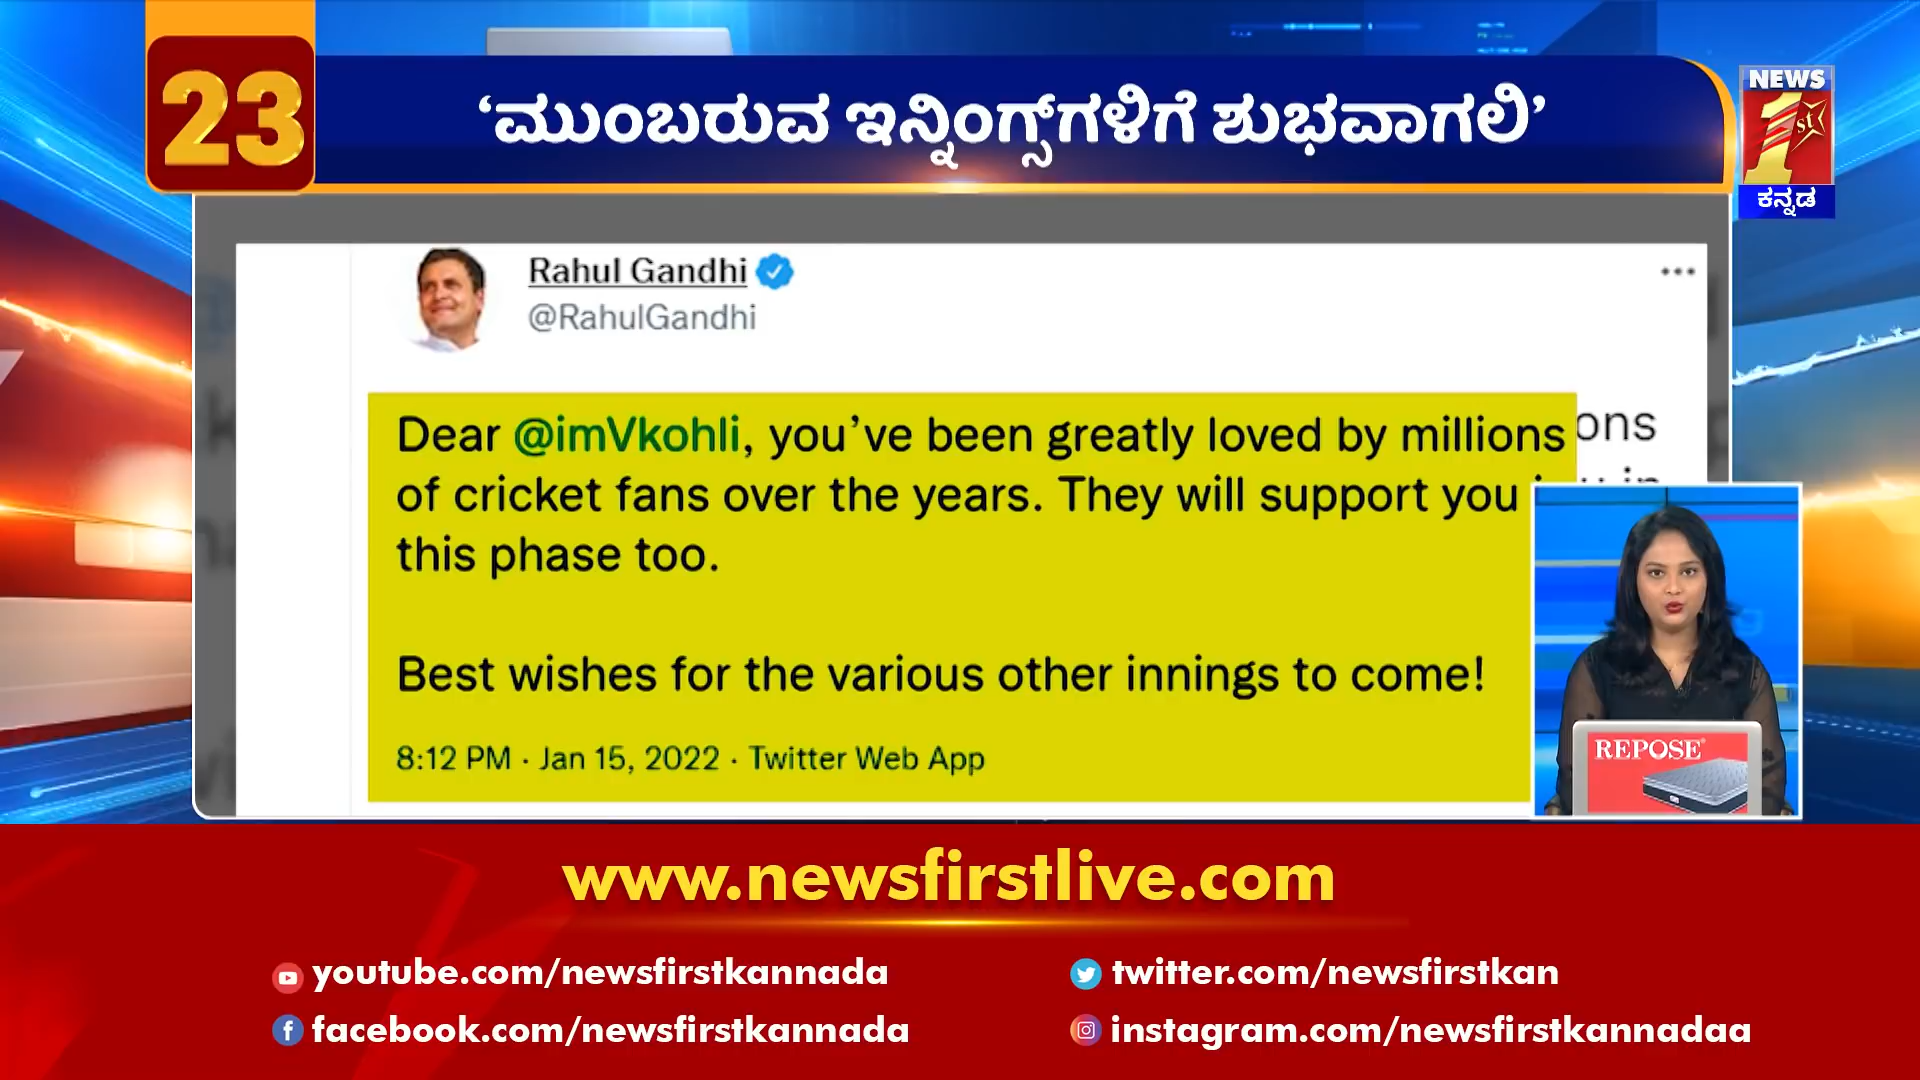 23
‘ಮುಂಬರುವ ಇನ್ನಿಂಗ್ಸ್‌ಗಳಿಗೆ ಶುಭವಾಗಲಿ’
NEWS
1st
ಕನ್ನಡ
Rahul Gandhi
@RahulGandhi
Dear @imVkohli, you’ve been greatly loved by millions
of cricket fans over the years. They will support you
this phase too.
Best wishes for the various other innings to come!
8:12 PM · Jan 15, 2022 · Twitter Web App
ons
REPOSE
www.newsfirstlive.com
youtube.com/newsfirstkannada
twitter.com/newsfirstkan
facebook.com/newsfirstkannada
instagram.com/newsfirstkannadaa